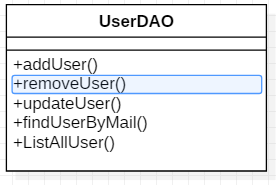 UserDAO
+addUser()
+removeUser()
+updateUser()
+findUserByMail()
+ListAllUser()